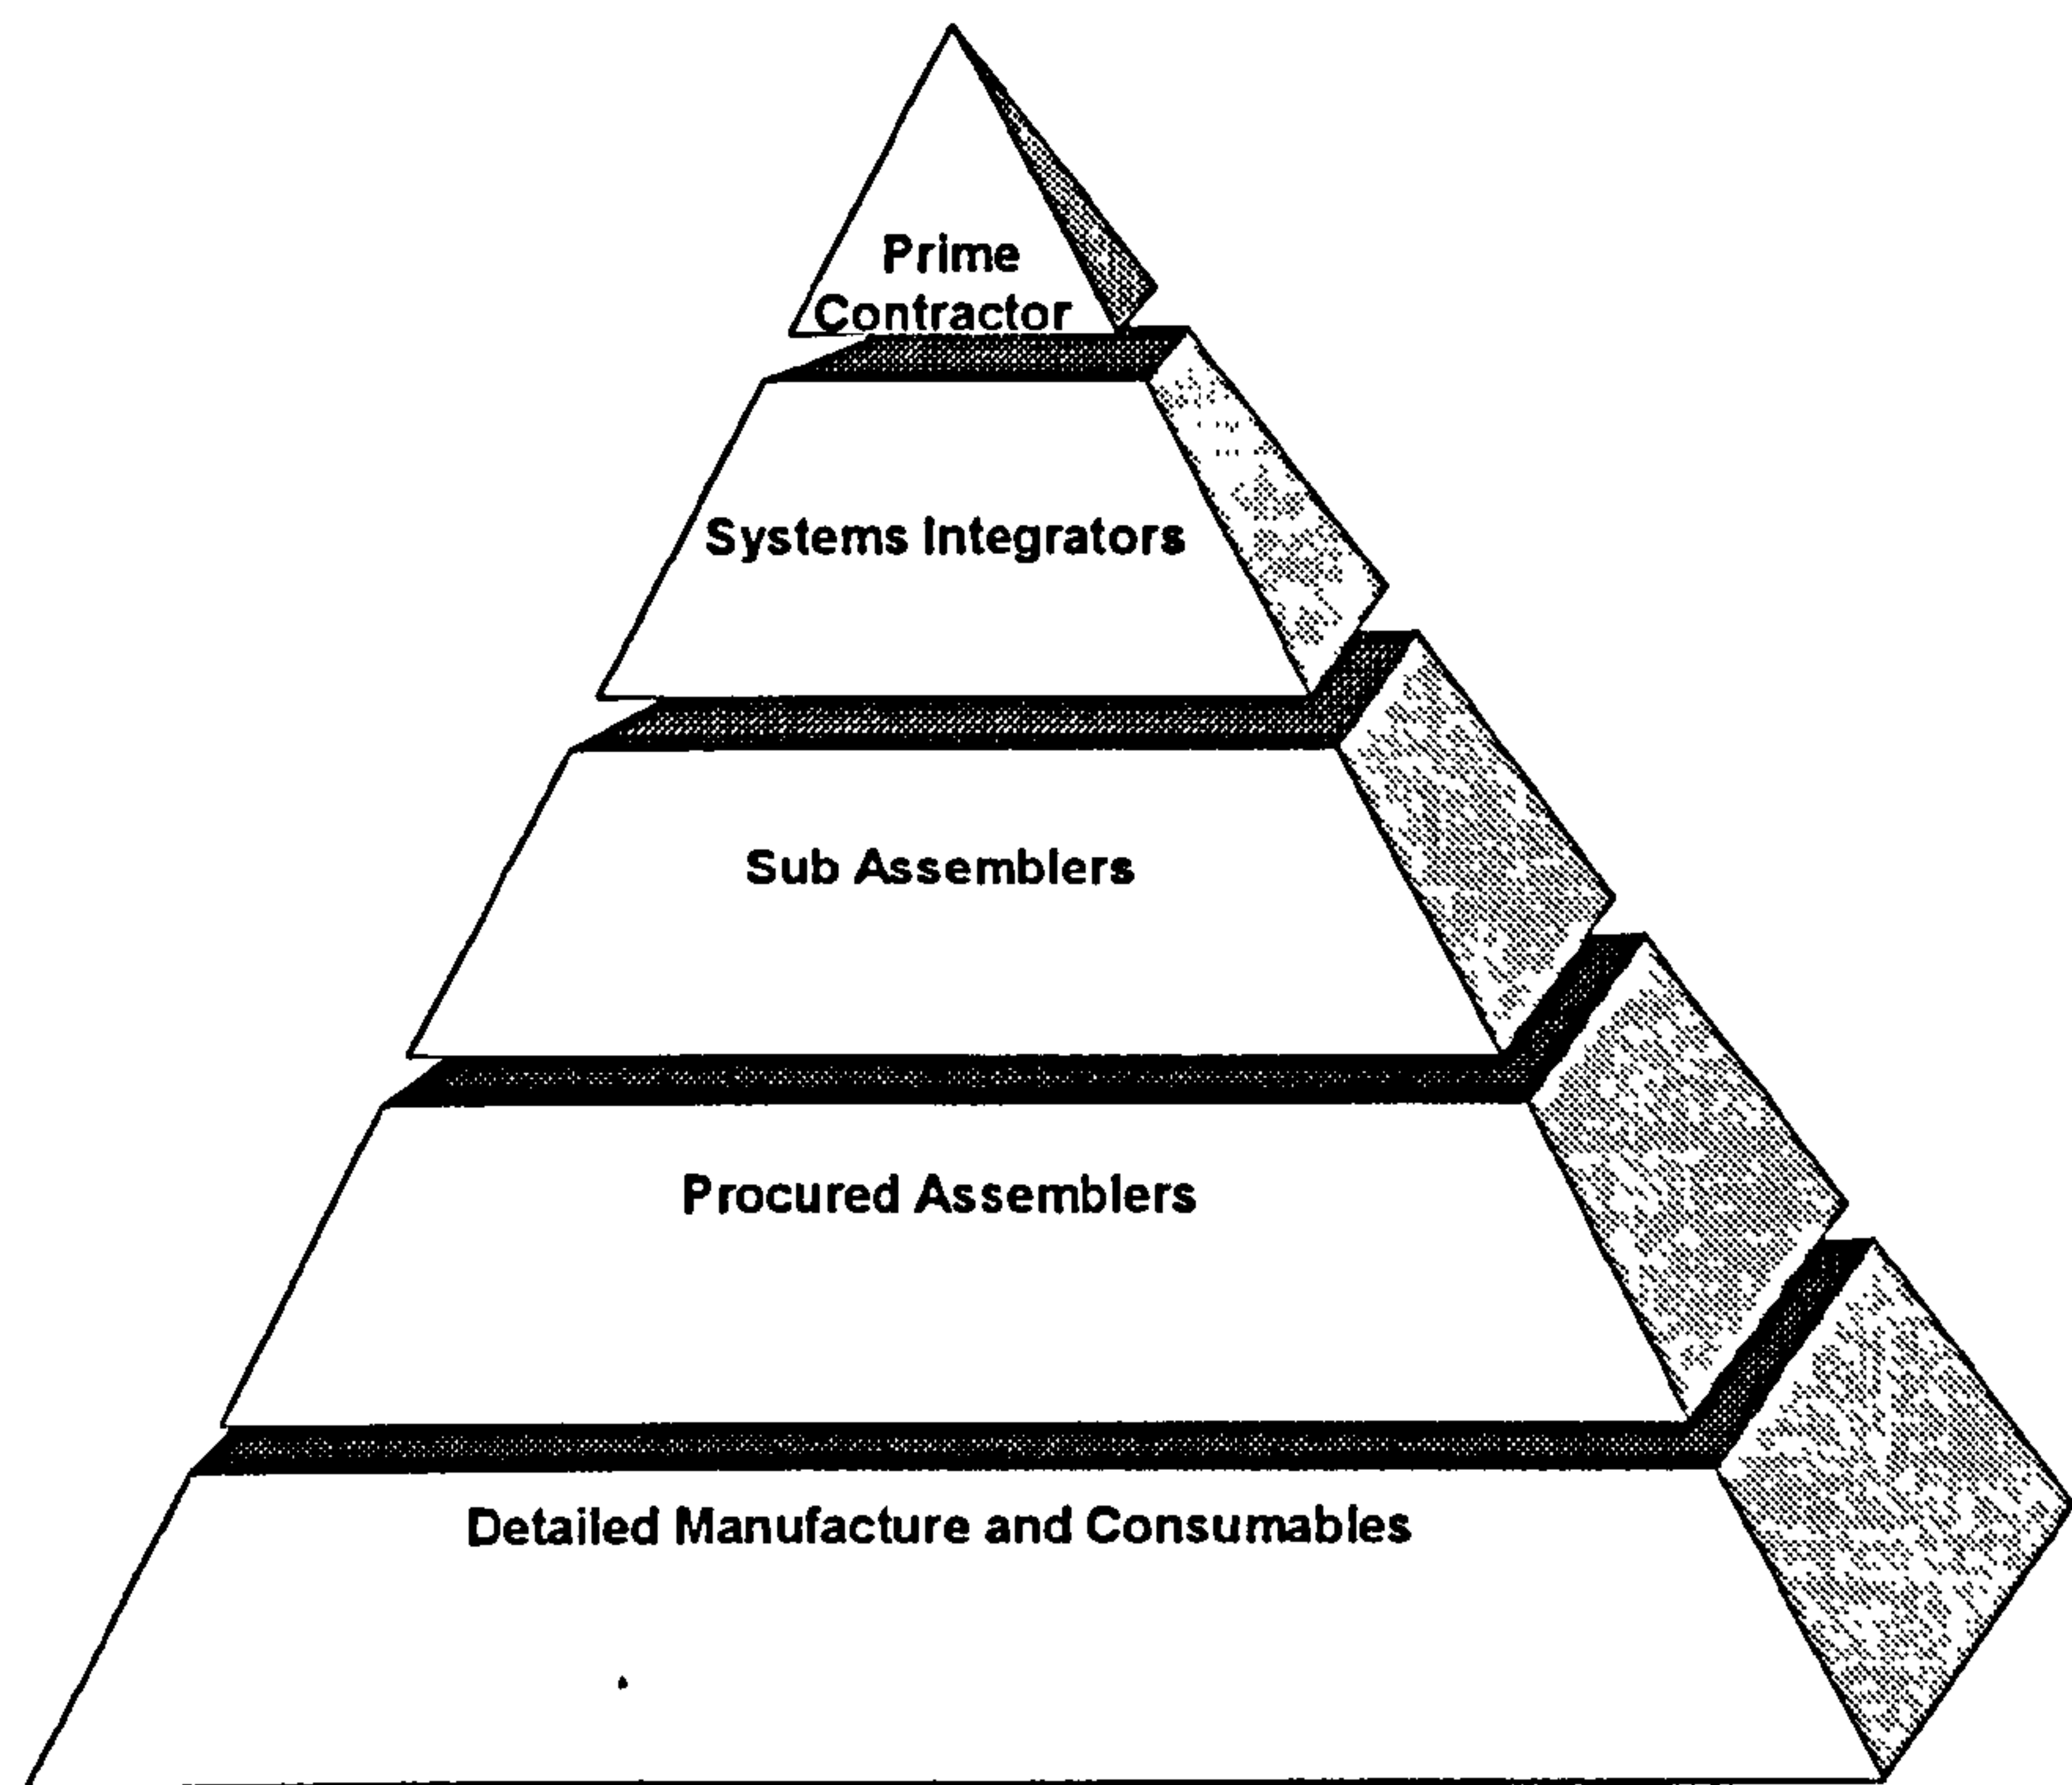 Prime
Contractor
Systems Integrators
Sub Assemblers
Procured Assemblers
Detailed Manufacture and Consumables